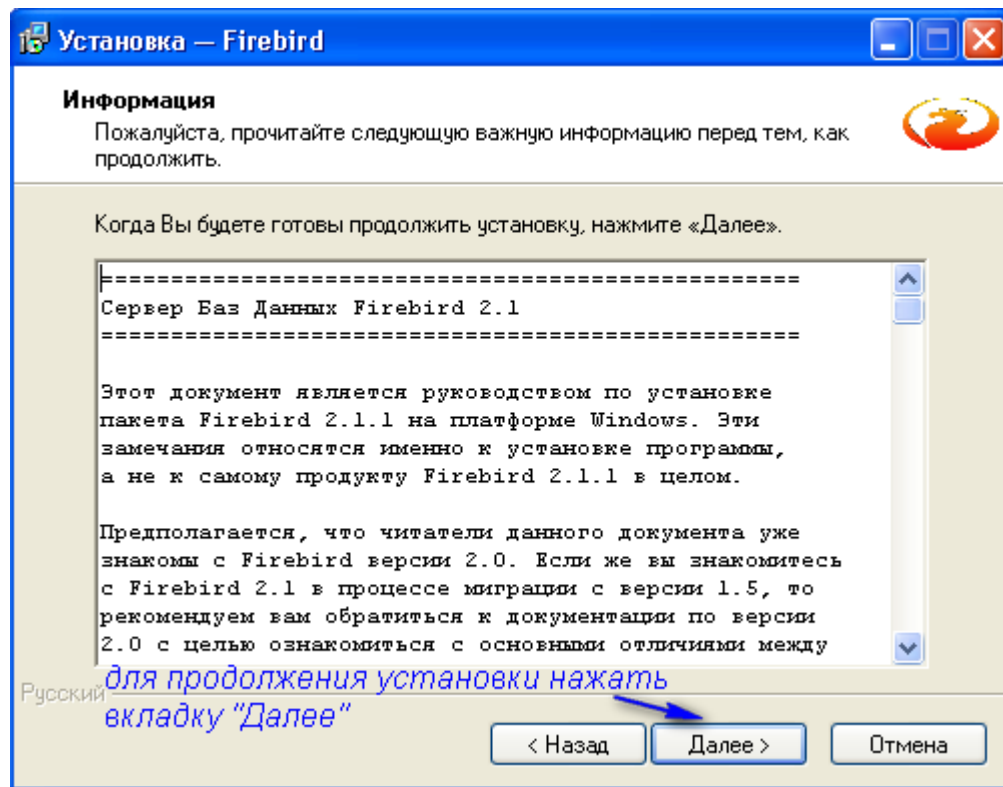 Установка — Firebird
Информация
Пожалуйста, прочитайте следующую важную информацию перед тем, как
продолжить.
Когда Вы будете готовы продолжить установку, нажмите «Далее».
=====================================================
Сервер Баз Данных Firebird 2.1
=====================================================
Этот документ является руководством по установке
пакета Firebird 2.1.1 на платформе Windows. Эти
замечания относятся именно к установке программы,
а не к самому продукту Firebird 2.1.1 в целом.
Предполагается, что читатели данного документа уже
знакомы с Firebird версии 2.0. Если же вы знакомитесь
с Firebird 2.1 в процессе миграции с версии 1.5, то
рекомендуем вам обратиться к документации по версии
2.0 с целью ознакомиться с основными отличиями между
для продолжения установки нажать
Русский
вкладку "Далее"
< Назад
Далее >
Отмена